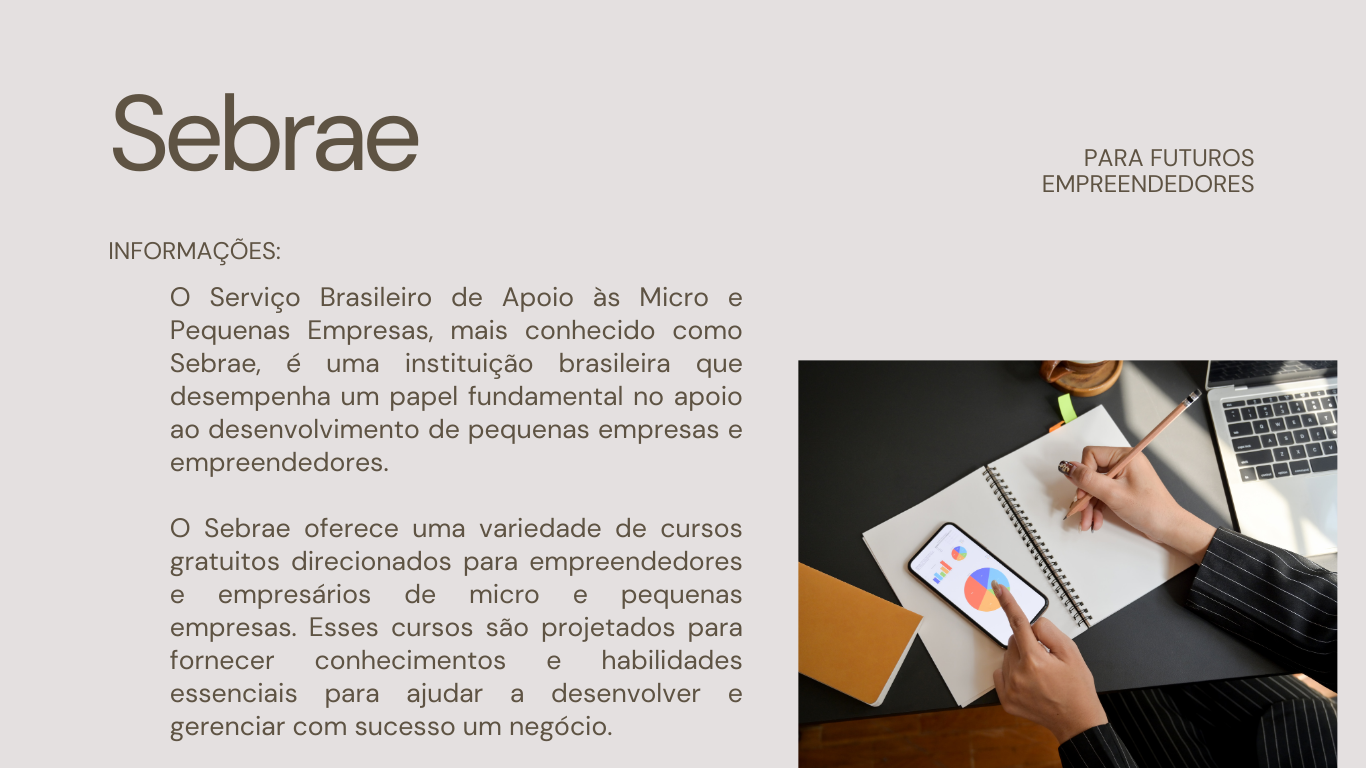 Sebrae
PARA FUTUROS
EMPREENDEDORES
INFORMAÇÕES:
O Serviço Brasileiro de Apoio às Micro e
Pequenas Empresas, mais conhecido como
Sebrae, é uma instituição brasileira que
desempenha um papel fundamental no apoio
ao desenvolvimento de pequenas empresas e
empreendedores.
O Sebrae oferece uma variedade de cursos
gratuitos direcionados para empreendedores
e empresários de micro e pequenas
empresas. Esses cursos são projetados para
fornecer conhecimentos e habilidades
essenciais para ajudar a desenvolver e
gerenciar com sucesso um negócio.